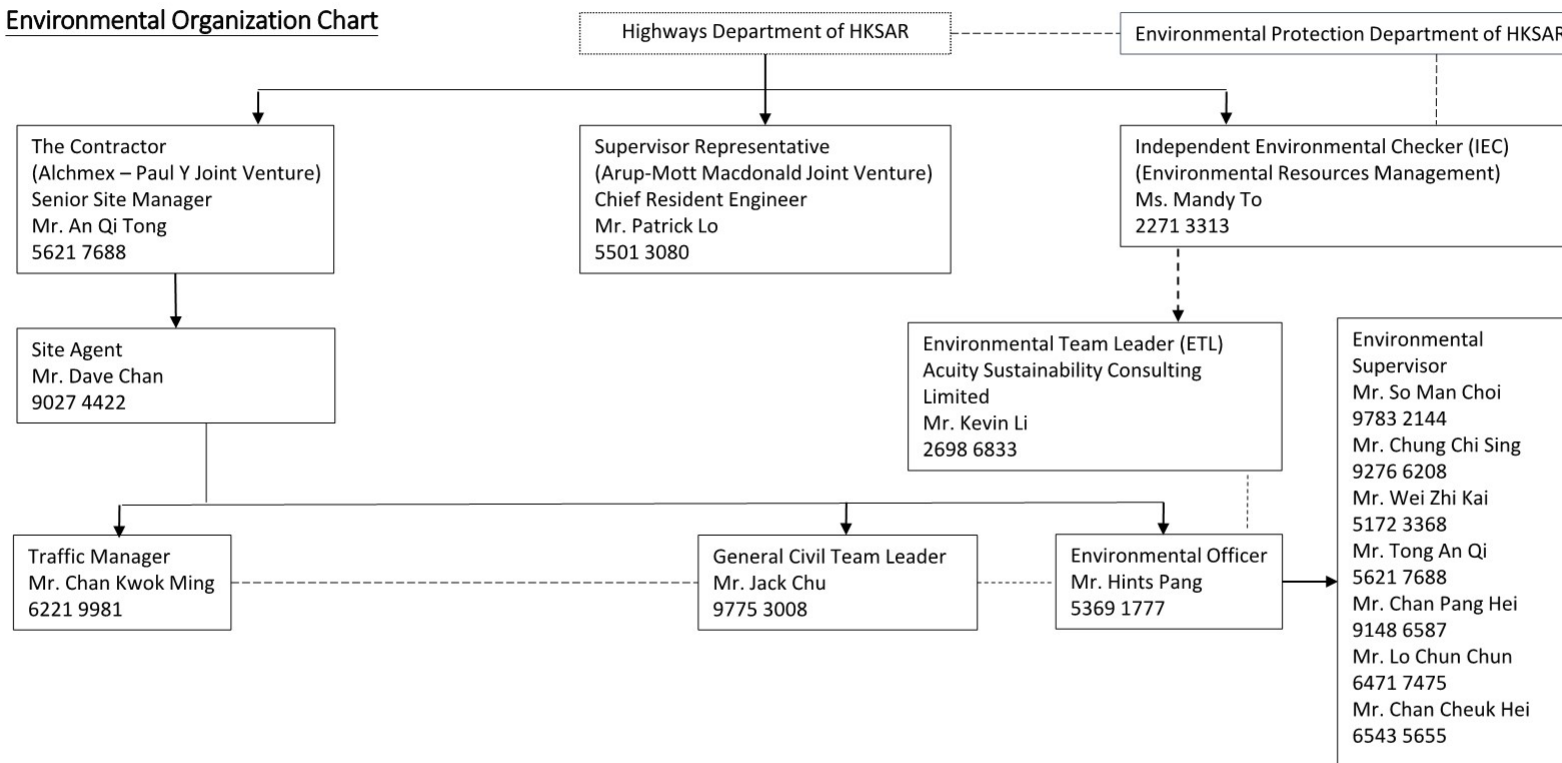 Environmental Organization Chart
Highways Department of HKSAR
Environmental Protection Department of HKSAR
The Contractor
(Alchmex – Paul Y Joint Venture)
Senior Site Manager
Mr. An Qi Tong
5621 7688
Supervisor Representative
(Arup-Mott Macdonald Joint Venture)
Chief Resident Engineer
Mr. Patrick Lo
5501 3080
Independent Environmental Checker (IEC)
(Environmental Resources Management)
Ms. Mandy To
2271 3313
Site Agent
Mr. Dave Chan
9027 4422
Environmental Team Leader (ETL)
Acuity Sustainability Consulting
Limited
Mr. Kevin Li
2698 6833
Environmental
Supervisor
Mr. So Man Choi
9783 2144
Mr. Chung Chi Sing
9276 6208
Mr. Wei Zhi Kai
5172 3368
Mr. Tong An Qi
5621 7688
Mr. Chan Pang Hei
9148 6587
Mr. Lo Chun Chun
6471 7475
Mr. Chan Cheuk Hei
6543 5655
Traffic Manager
Mr. Chan Kwok Ming
6221 9981
General Civil Team Leader
Mr. Jack Chu
9775 3008
Environmental Officer
Mr. Hints Pang
5369 1777